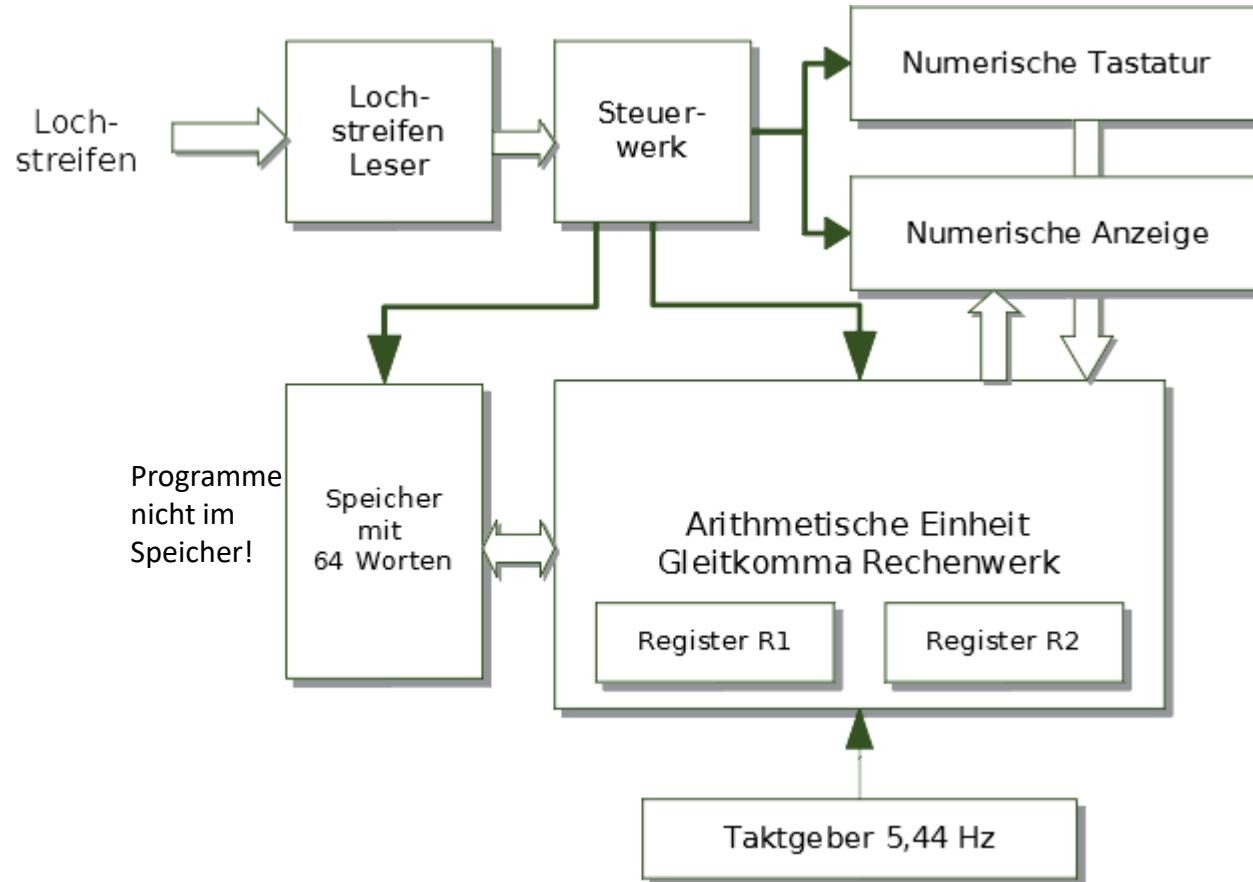 Loch-
streifen
Loch-
streifen
Leser
Steuer-
werk
Numerische Tastatur
Numerische Anzeige
Programme
nicht im
Speicher!
Speicher
mit
64 Worten
Arithmetische Einheit
Gleitkomma Rechenwerk
Register R1
Register R2
Taktgeber 5,44 Hz